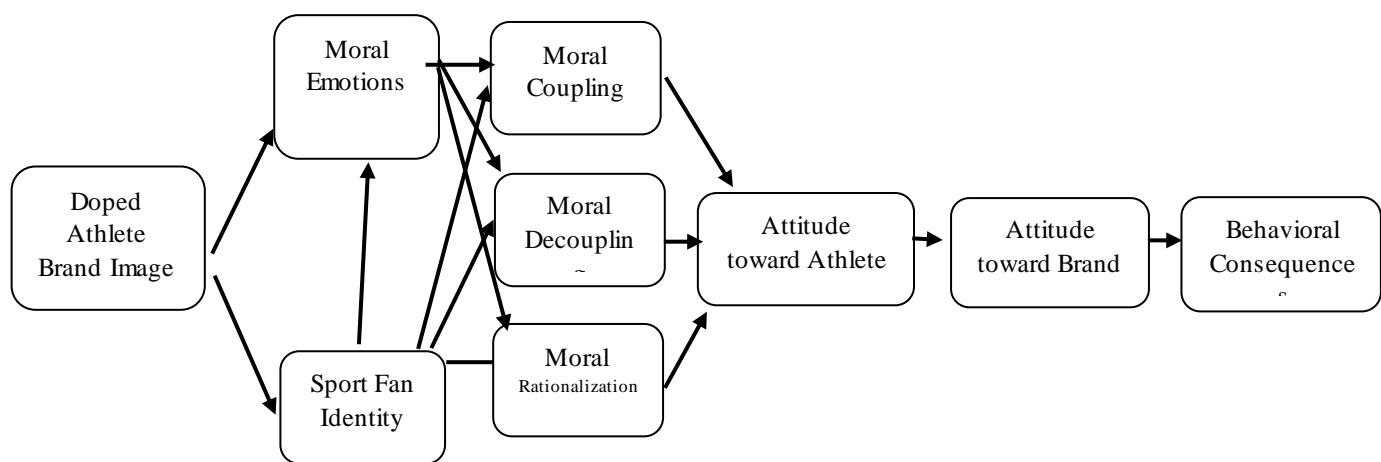 Moral
Emotions
Moral
Coupling
Doped
Athlete
Brand Image
Moral
Decouplin
Attitude
toward Athlete
Attitude
toward Brand
Behavioral
Consequence
Sport Fan
Identity
Moral
Rationalization